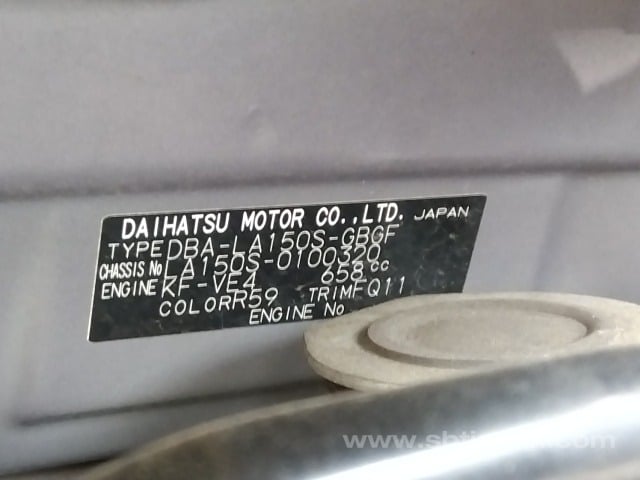 DAIHATSU MOTOR CO.,LTD. JAPAN
TYPE DBA-LA150S-GBGF
CHASSIS No LA150S-0100320
ENGINE KF-VE4 658cc
COLOR R59 TRIM FQ11
ENGINE No